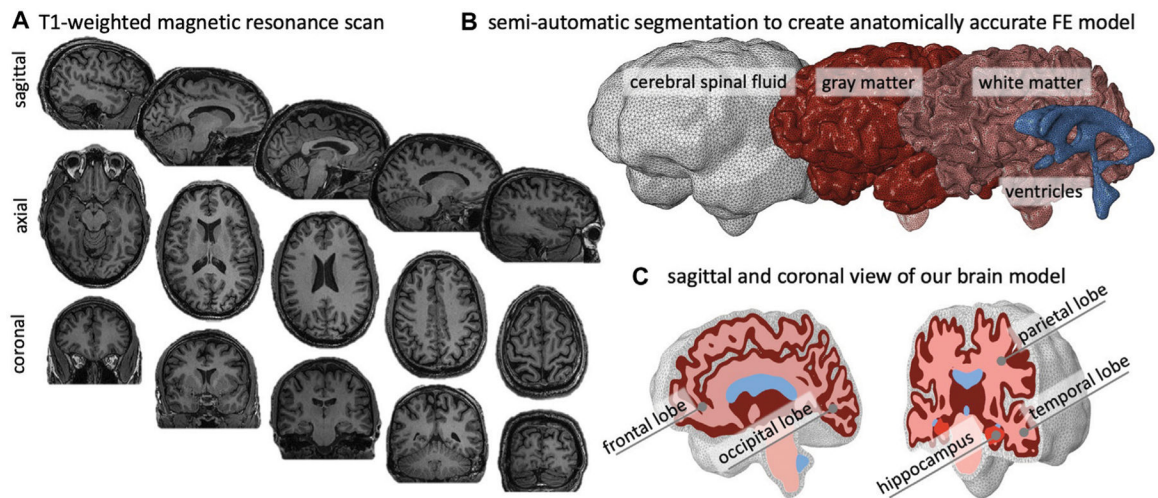 A T1-weighted magnetic resonance scan
sagittal
axial
coronal
B semi-automatic segmentation to create anatomically accurate FE model
cerebral spinal fluid
gray matter
white matter
ventricles
C sagittal and coronal view of our brain model
frontal lobe
occipital lobe
parietal lobe
temporal lobe
hippocampus